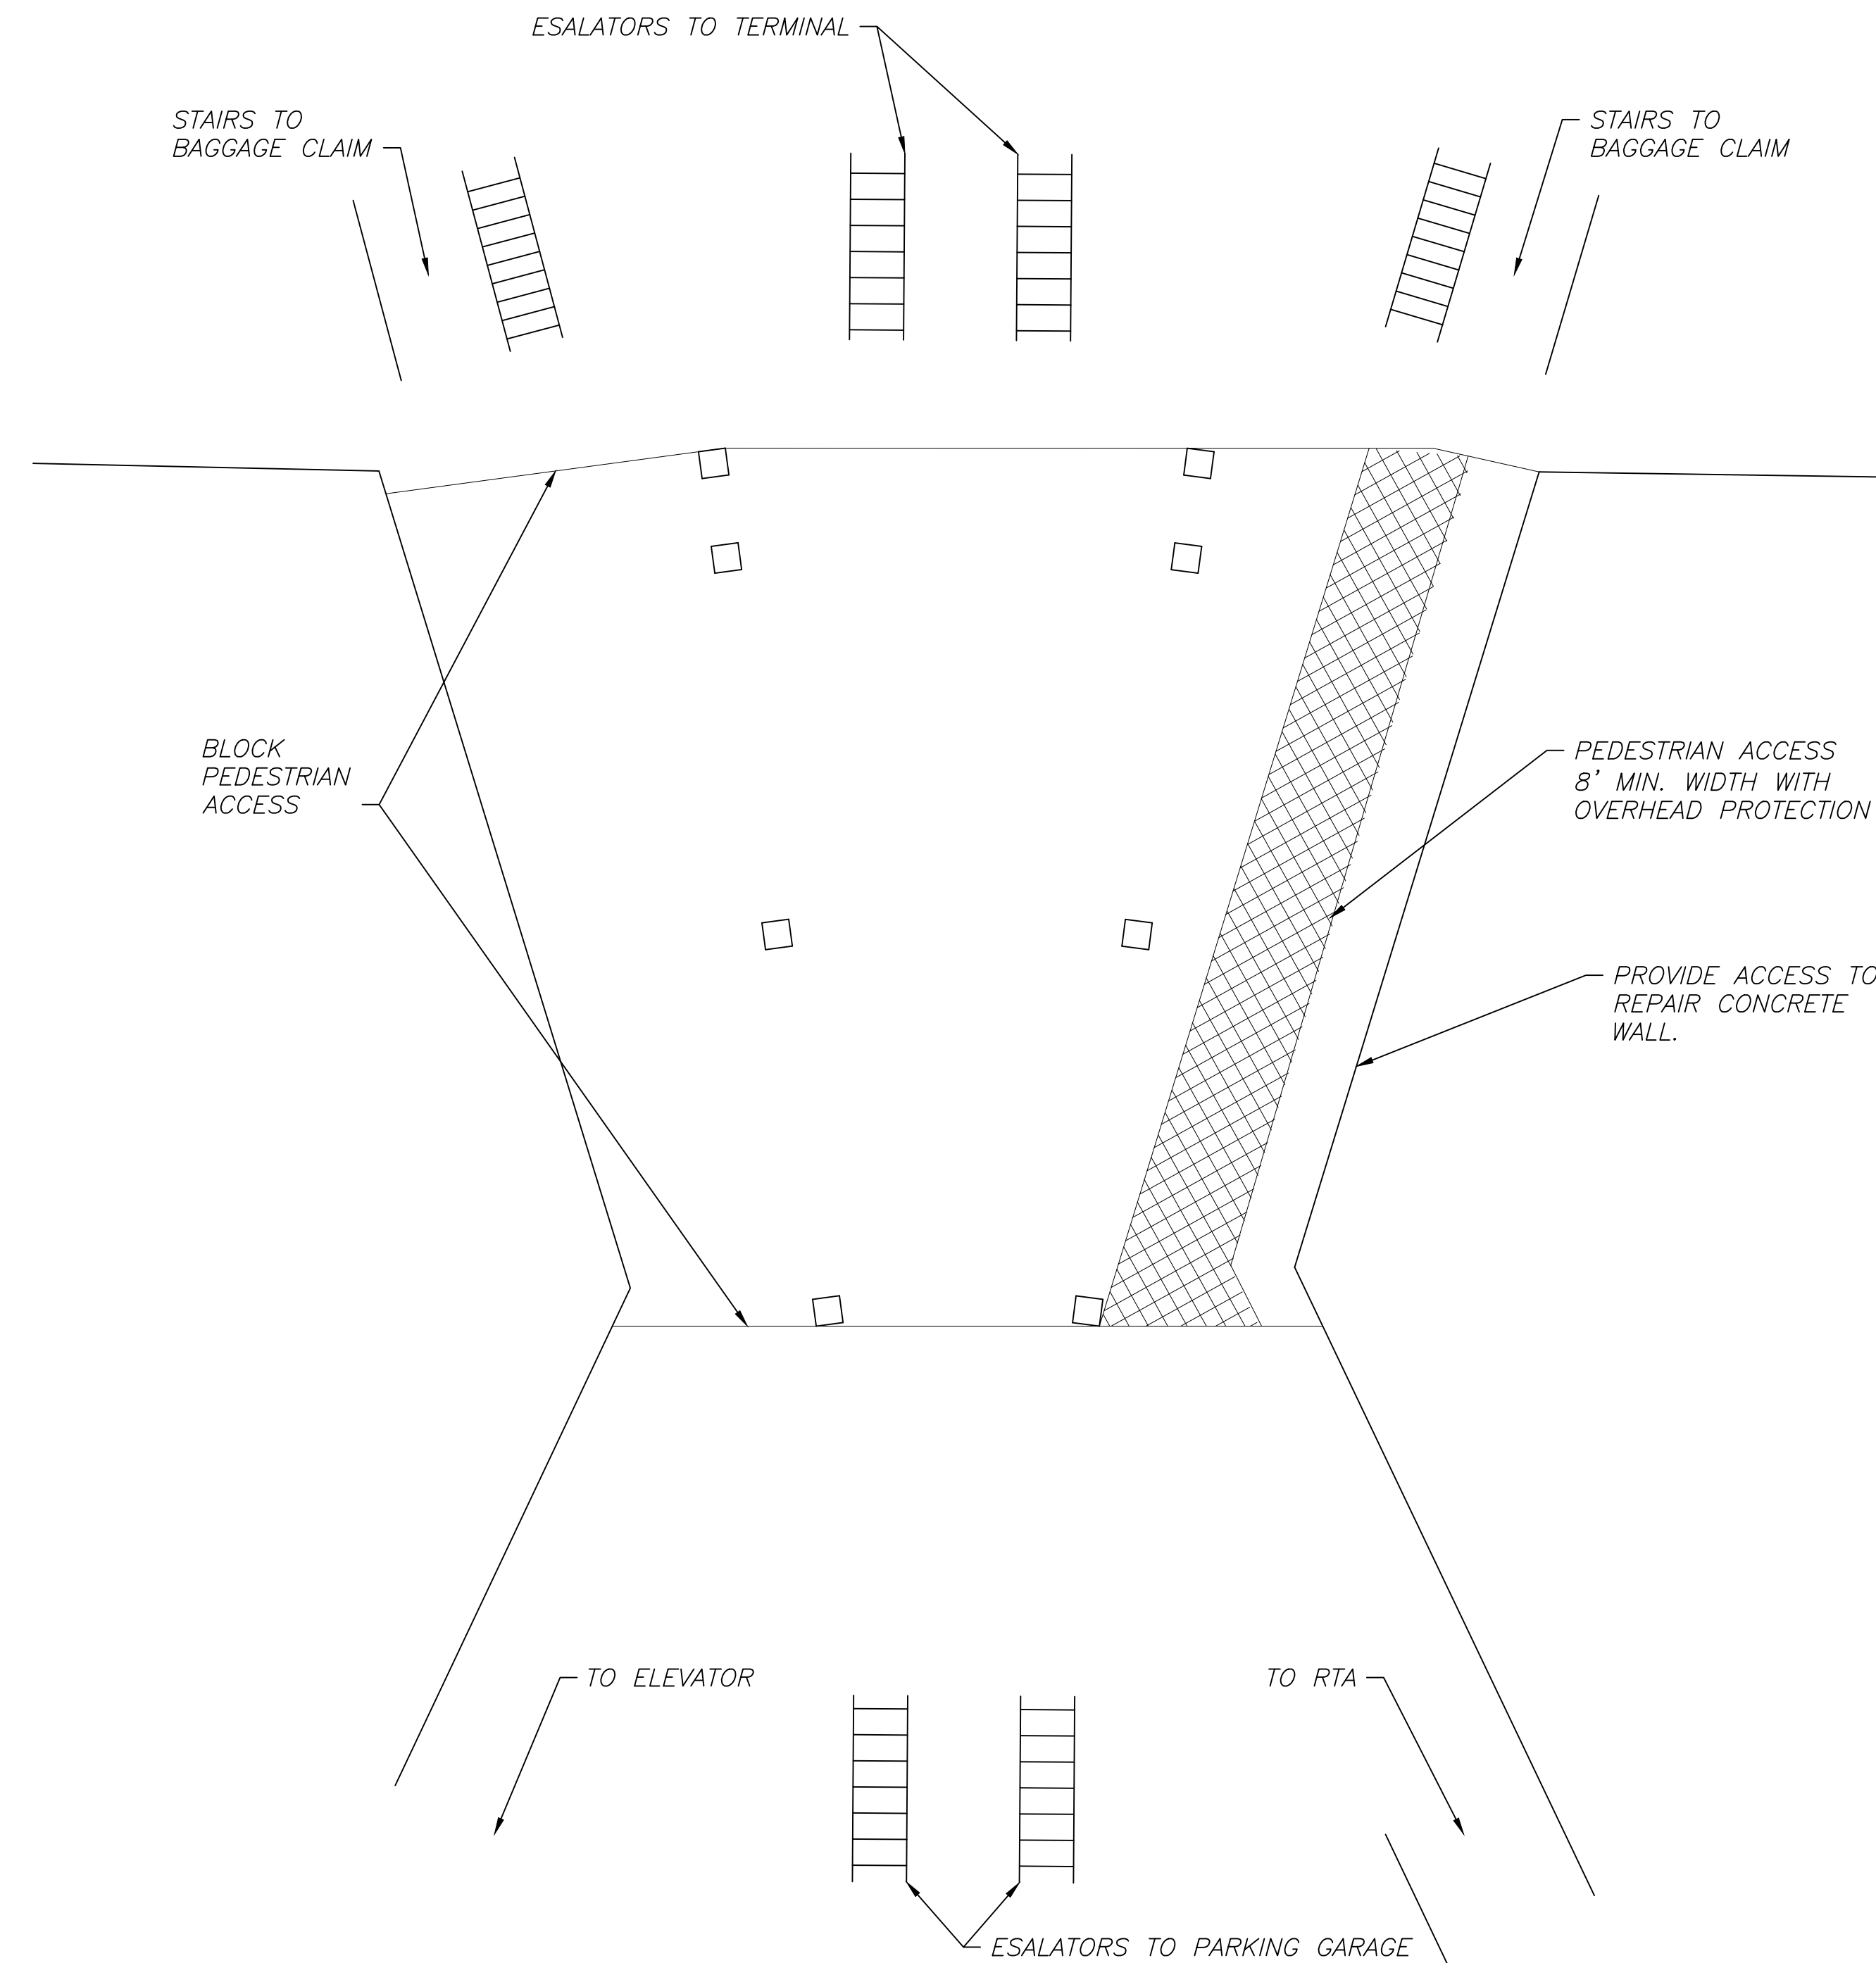 ESALATORS TO TERMINAL
STAIRS TO
BAGGAGE CLAIM
STAIRS TO
BAGGAGE CLAIM
BLOCK
PEDESTRIAN
ACCESS
PEDESTRIAN ACCESS
8' MIN. WIDTH WITH
OVERHEAD PROTECTION
PROVIDE ACCESS TO
REPAIR CONCRETE
WALL.
TO ELEVATOR
TO RTA
ESALATORS TO PARKING GARAGE